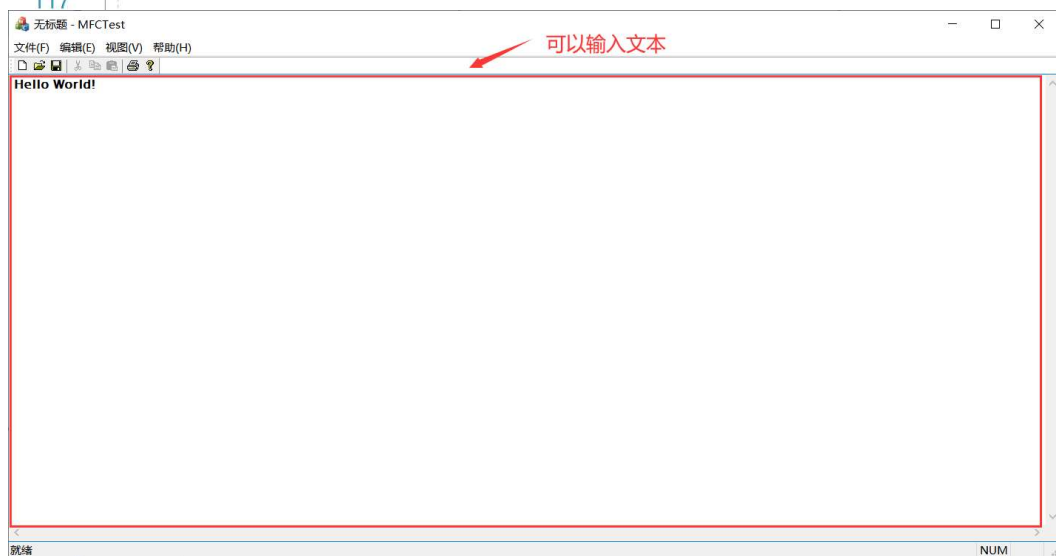 117
无标题 - MFCTest
文件(F) 编辑(E) 视图(V) 帮助(H)
可以输入文本
Hello World!
就绪
NUM